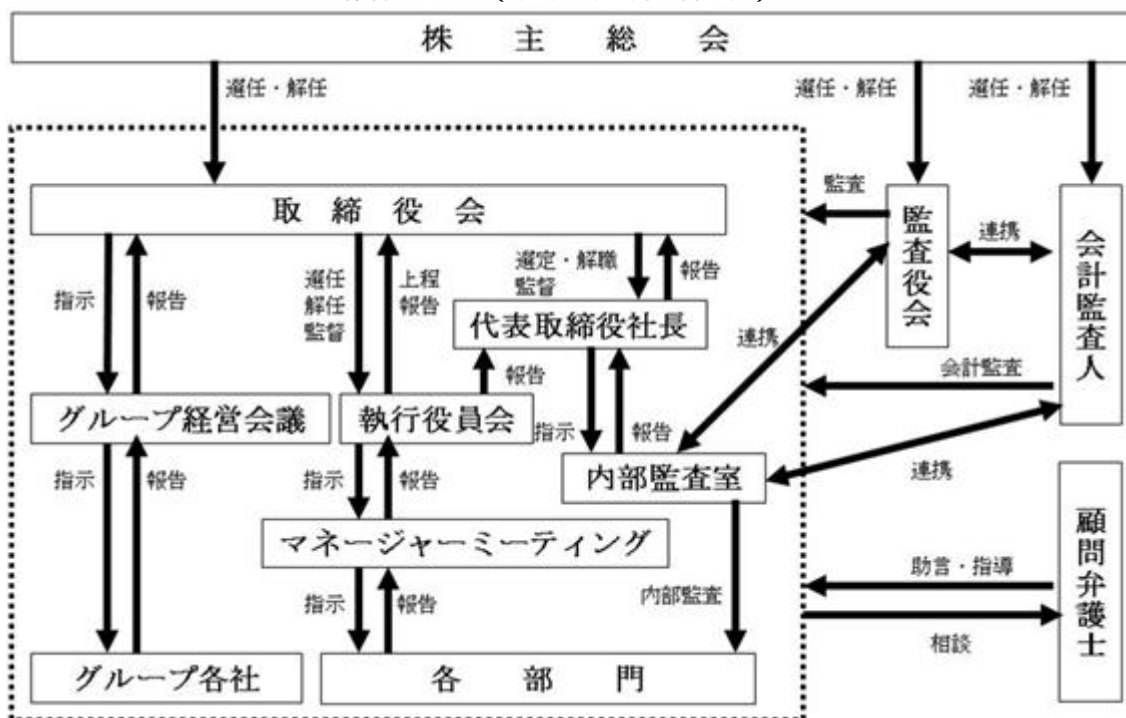 株主総会
選任・解任
選任・解任
選任・解任
取締役会
監査
監査役会
連携
会計監査人
指示
報告
選任
解任
監督
上程
報告
選定・解職
監督
報告
代表取締役社長
連携
報告
会計監査
グループ経営会議
執行役員会
指示
報告
内部監査室
連携
指示
報告
指示
報告
マネージャーミーティング
顧問弁護士
助言・指導
指示
報告
内部監査
相談
グループ各社
各部門